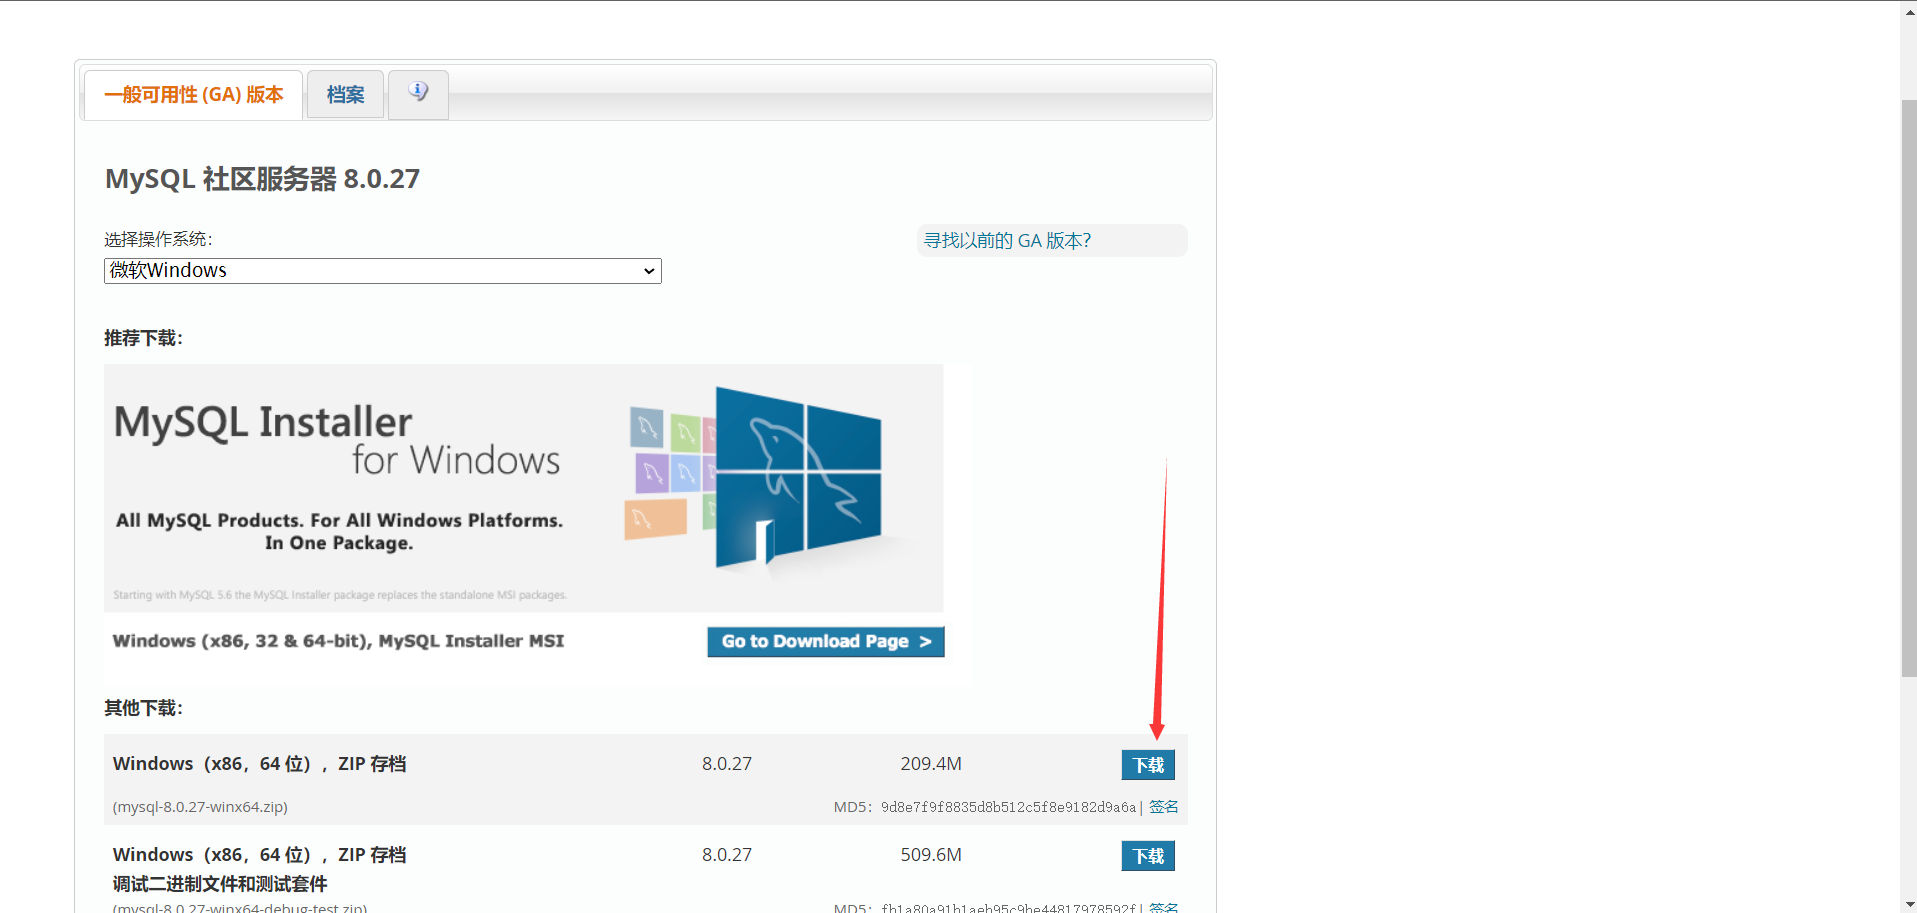 一般可用性 (GA) 版本 档案
MySQL 社区服务器 8.0.27
选择操作系统：
寻找以前的 GA 版本？
微软Windows
推荐下载：
MySQL Installer
for Windows
All MySQL Products. For All Windows Platforms.
In One Package.
Starting with MySQL 5.6 the MySQL Installer package replaces the standalone MSI packages.
Windows (x86, 32 & 64-bit), MySQL Installer MSI Go to Download Page >
其他下载：
Windows（x86，64 位），ZIP 存档 8.0.27 209.4M 下载
(mysql-8.0.27-winx64.zip) MD5：9d8e7f9f8835d8b512c5f8e9182d9a6a | 签名
Windows（x86，64 位），ZIP 存档 8.0.27 509.6M 下载
调试二进制文件和测试套件
(mysql-8.0.27-winx64-debug-test.zip) MD5：fb1a80a91b1aeb95c9be44817978592f | 签名